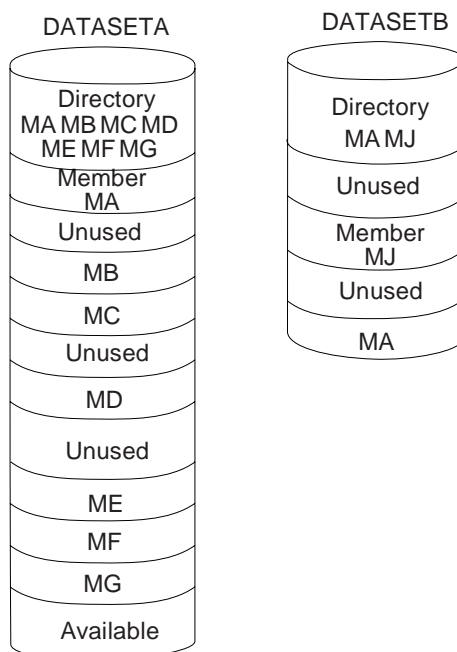 DATASETA
Directory
MA MB MC MD
ME MF MG
Member
MA
Unused
MB
MC
Unused
MD
Unused
ME
MF
MG
Available
DATASETB
Directory
MA MJ
Unused
Member
MJ
Unused
MA